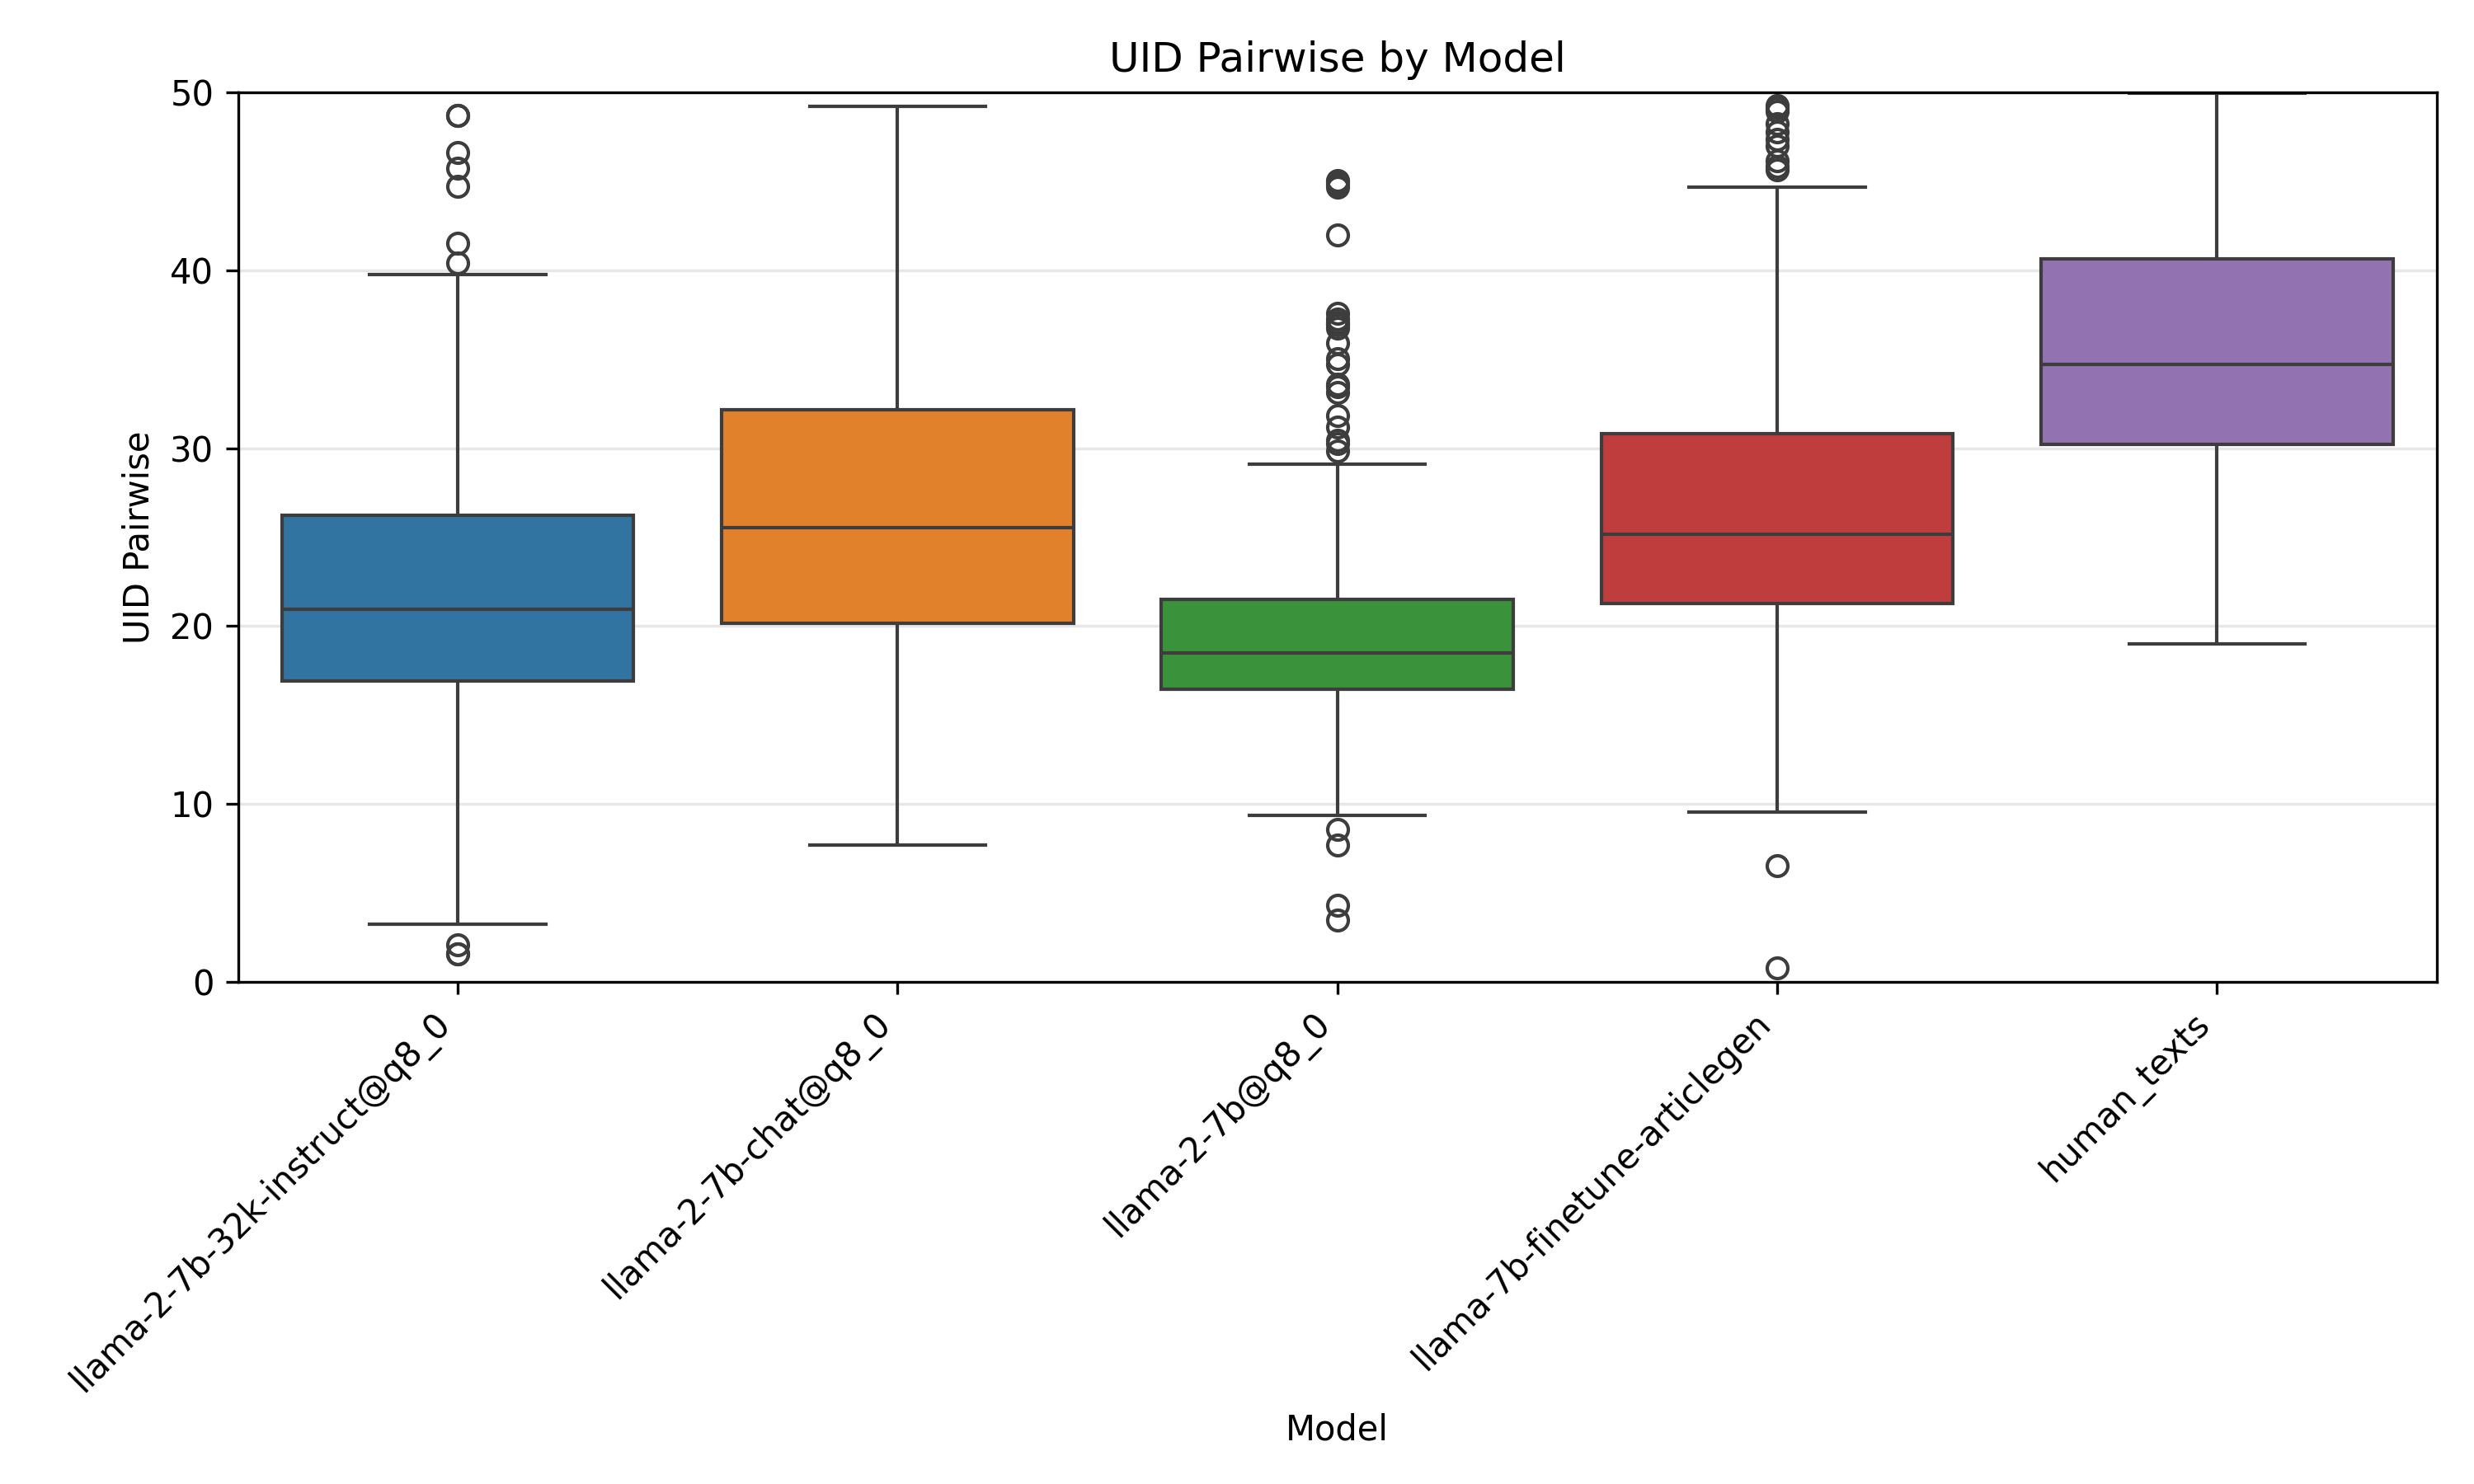 UID Pairwise by Model
UID Pairwise
50
40
30
20
10
0
llama-2-7b-32k-instruct@q8_0
llama-2-7b-chat@q8_0
llama-2-7b@q8_0
llama-7b-finetune-articlegen
human_texts
Model